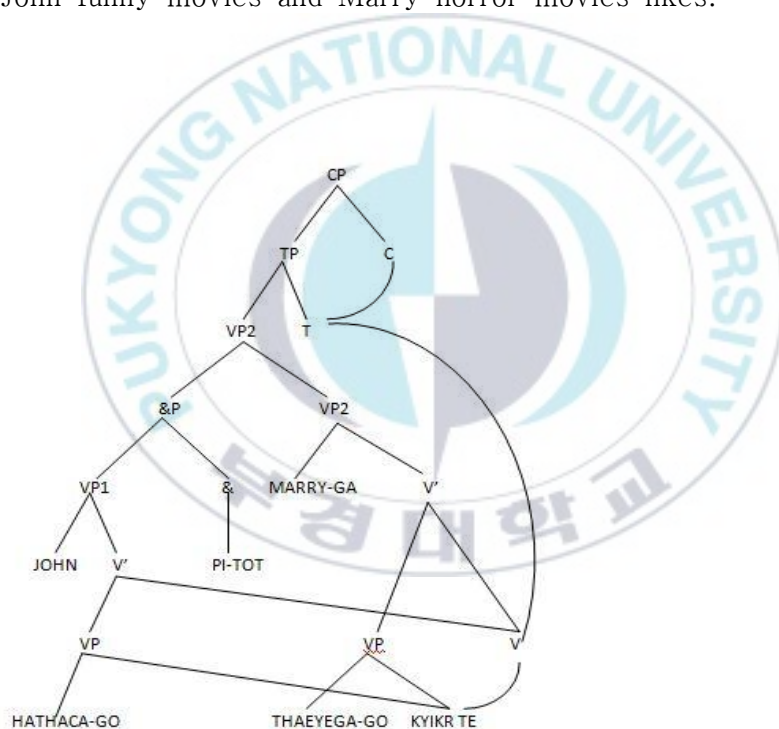 John funny movies and Marry horror movies likes.
PUKYONG NATIONAL UNIVERSITY
CP
TP C
VP2 T
&P VP2
VP1 & MARRY-GA V'
JOHN V' PI-TOT
VP VP V
HATHACA-GO THAEYEGA-GO KYIKR TE
부경대학교